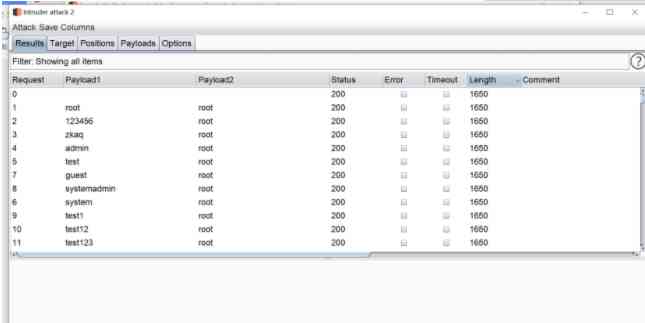 Intruder attack 2
Attack Save Columns
Results Target Positions Payloads Options
Filter: Showing all items ?
Request Payload1 Payload2 Status Error Timeout Length Comment
0 200 1650
1 root root 200 1650
2 123456 root 200 1650
3 zkaq root 200 1650
4 admin root 200 1650
5 test root 200 1650
7 guest root 200 1650
8 systemadmin root 200 1650
6 system root 200 1650
9 test1 root 200 1650
10 test12 root 200 1650
11 test123 root 200 1650